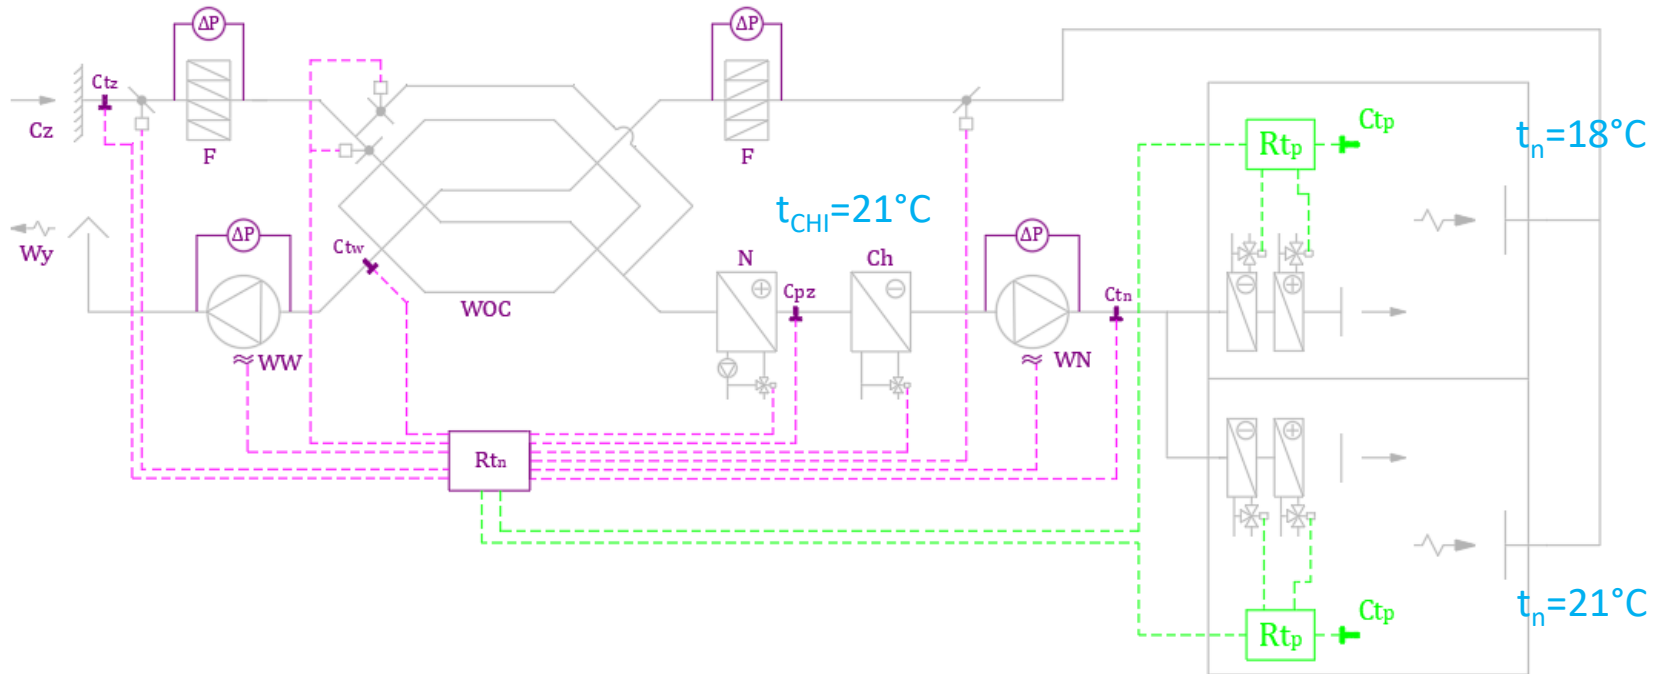 ΔP
ΔP
Ctz
Cz
F
F
Ctp
Rtp
tn=18°C
tCHI=21°C
Wy
ΔP
Ctw
ΔP
N
Ch
Cpz
Ctn
WOC
WW
WN
Rtn
tn=21°C
Ctp
Rtp